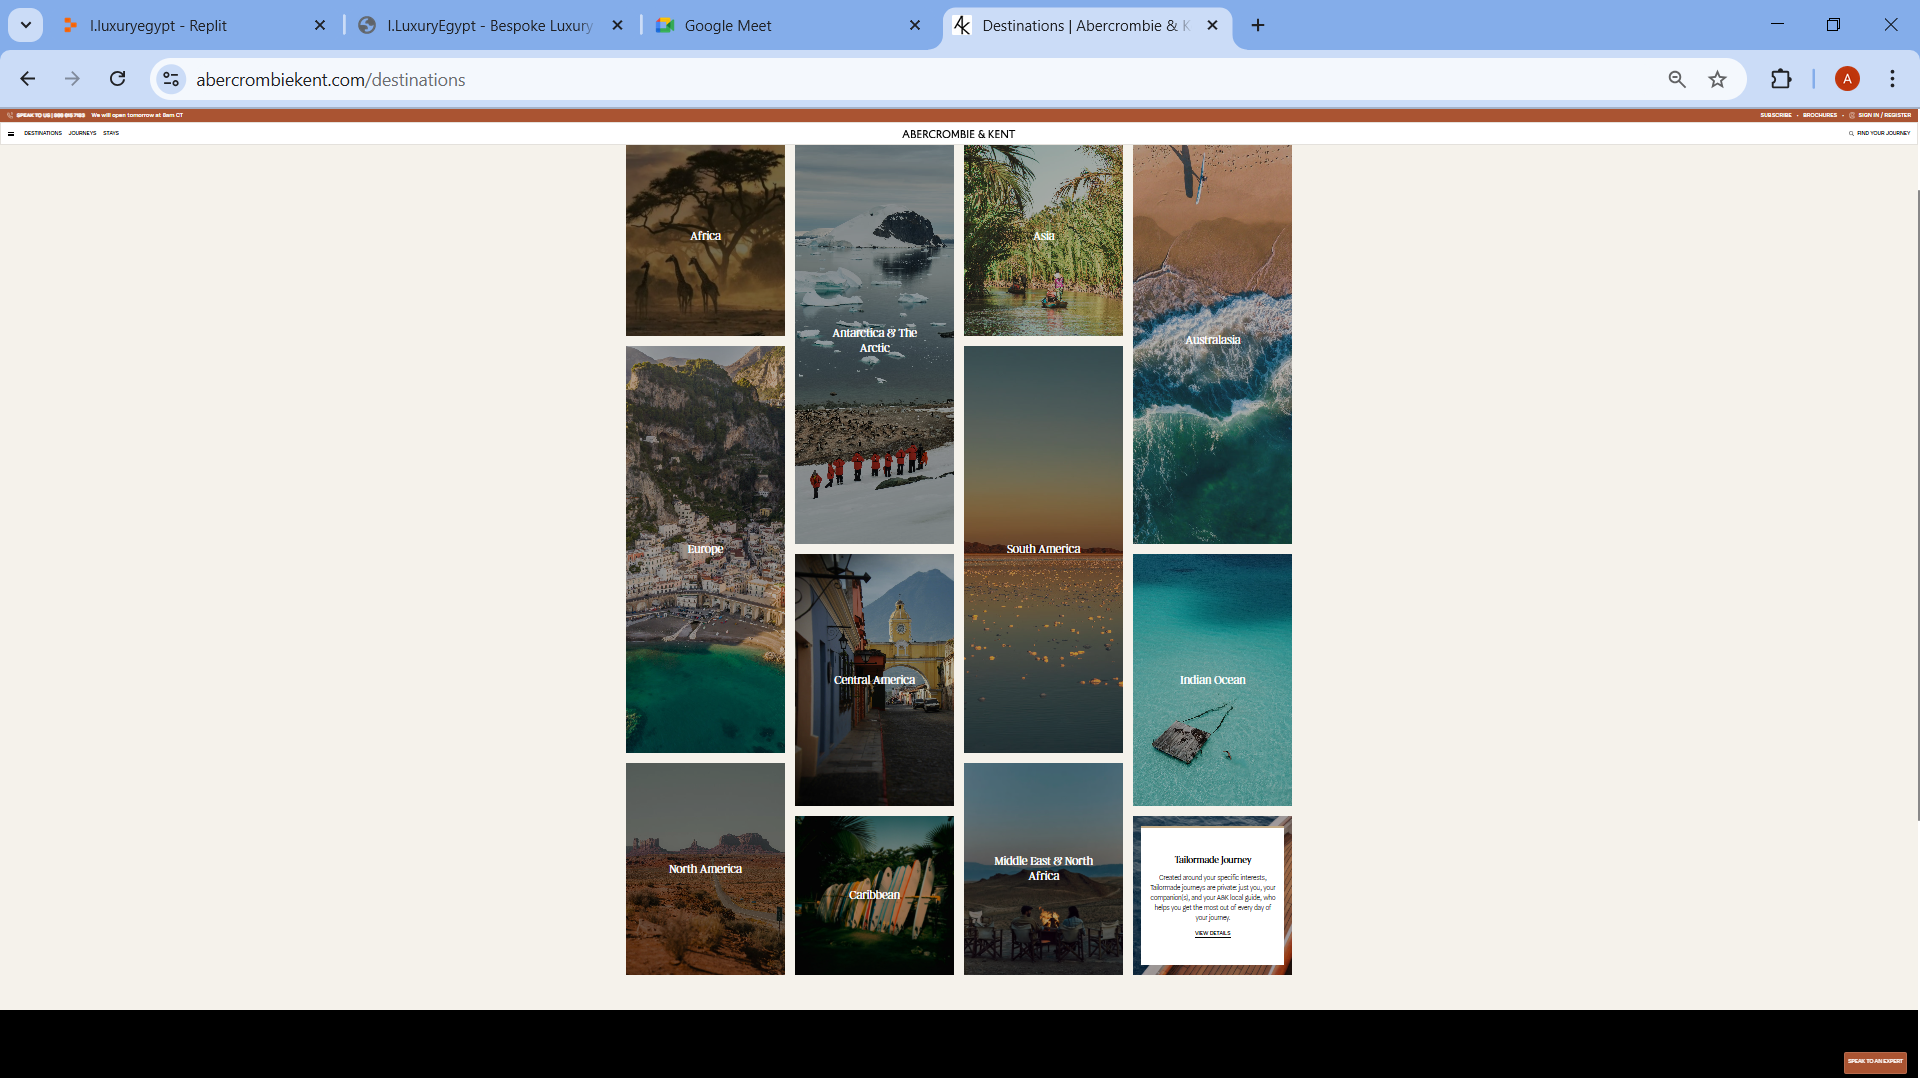 I.luxuryegypt - Replit
I.LuxuryEgypt - Bespoke Luxury
Google Meet
Destinations | Abercrombie & K
abercrombiekent.com/destinations
A
We will open tomorrow at 8am CT
SUBSCRIBE • BROCHURES • SIGN IN / REGISTER
DESTINATIONS JOURNEYS STAYS
ABERCROMBIE & KENT
FIND YOUR JOURNEY
Africa
Asia
Antarctica & The
Arctic
Australasia
Europe
South America
Central America
Indian Ocean
North America
Caribbean
Middle East & North
Africa
Tailormade Journey
Created around your specific interests,
Tailormade journeys are private: just you, your
companion(s), and your A&K local guide, who
helps you get the most out of every day of
your journey.
VIEW DETAILS
SPEAK TO AN EXPERT